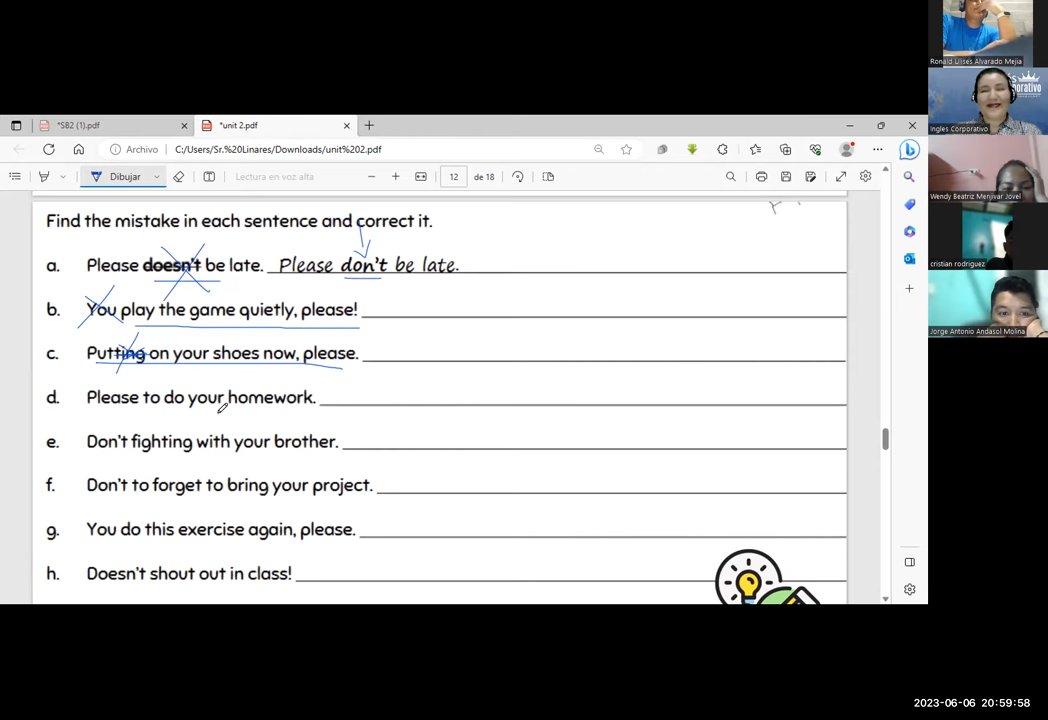 Ronald Ulises Alvarado Mejia
*SB2 (1).pdf
*unit 2.pdf
Ingles Corporativo
Archivo
C:/Users/Sr.%20Linares/Downloads/unit%202.pdf
Dibujar
Lectura en voz alta
12
de 18
Find the mistake in each sentence and correct it.
Wendy Beatriz Menjivar Jovel
a. Please doesn't be late. Please don't be late.
cristian rodriguez
b. You play the game quietly, please!
Jorge Antonio Andasol Molina
c. Putting on your shoes now, please.
d. Please to do your homework.
e. Don't fighting with your brother.
f. Don't to forget to bring your project.
g. You do this exercise again, please.
h. Doesn't shout out in class!
2023-06-06 20:59:58